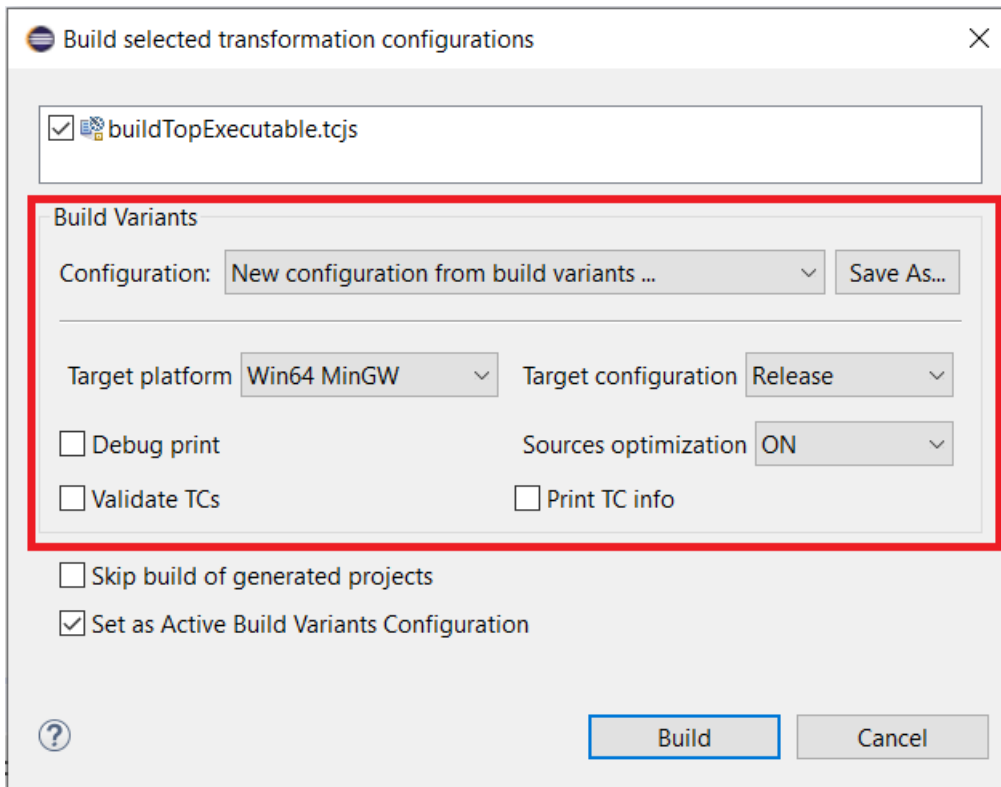 Build selected transformation configurations
buildTopExecutable.tcjs
Build Variants
Configuration: New configuration from build variants ... Save As...
Target platform Win64 MinGW Target configuration Release
Debug print Sources optimization ON
Validate TCs Print TC info
Skip build of generated projects
Set as Active Build Variants Configuration
? Build Cancel